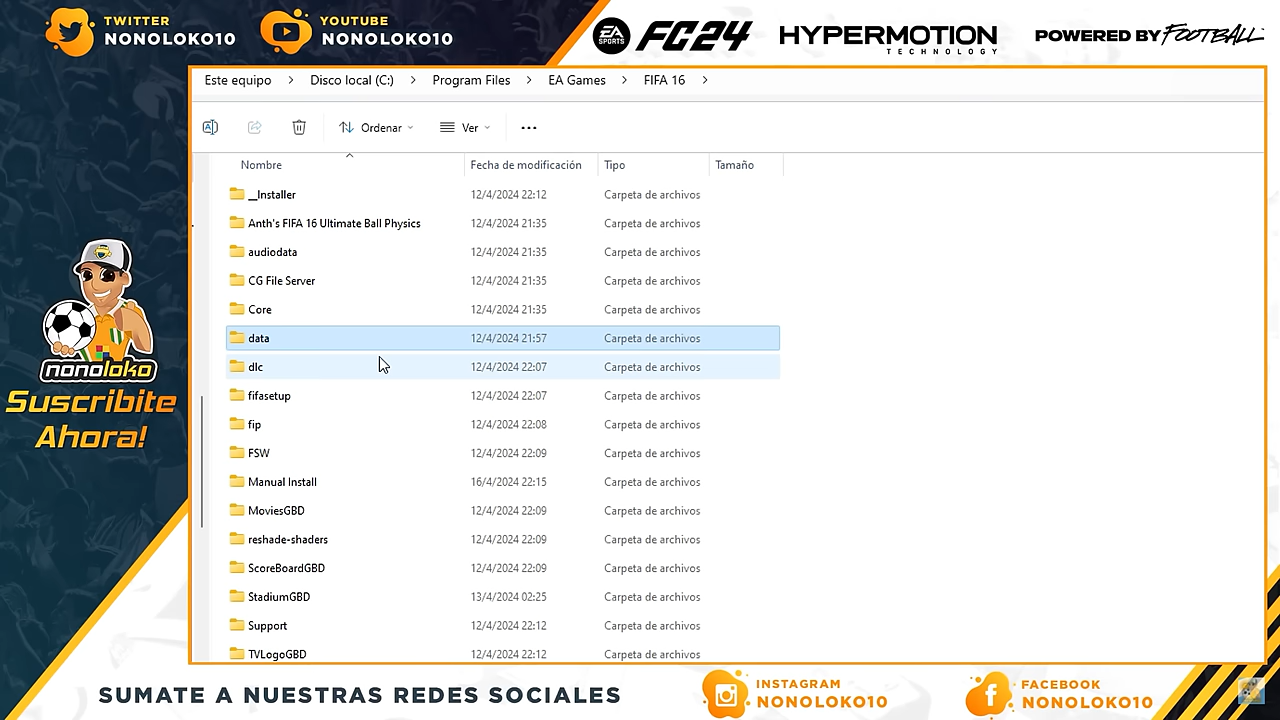 TWITTER
NONOLOKO10
YOUTUBE
NONOLOKO10
EA SPORTS FC24
HYPERMOTION
TECHNOLOGY
POWERED BY FOOTBALL
Este equipo > Disco local (C:) > Program Files > EA Games > FIFA 16 >
Ordenar Ver ...
Nombre Fecha de modificación Tipo Tamaño
__Installer 12/4/2024 22:12 Carpeta de archivos
Anth's FIFA 16 Ultimate Ball Physics 12/4/2024 21:35 Carpeta de archivos
audiodata 12/4/2024 21:35 Carpeta de archivos
CG File Server 12/4/2024 21:35 Carpeta de archivos
Core 12/4/2024 21:35 Carpeta de archivos
data 12/4/2024 21:57 Carpeta de archivos
dlc 12/4/2024 22:07 Carpeta de archivos
fifasetup 12/4/2024 22:07 Carpeta de archivos
fip 12/4/2024 22:08 Carpeta de archivos
FSW 12/4/2024 22:09 Carpeta de archivos
Manual Install 16/4/2024 22:15 Carpeta de archivos
MoviesGBD 12/4/2024 22:09 Carpeta de archivos
reshade-shaders 12/4/2024 22:09 Carpeta de archivos
ScoreBoardGBD 12/4/2024 22:09 Carpeta de archivos
StadiumGBD 13/4/2024 02:25 Carpeta de archivos
Support 12/4/2024 22:12 Carpeta de archivos
TVLogoGBD 12/4/2024 22:12 Carpeta de archivos
nonoloko
Suscribite
Ahora!
SUMATE A NUESTRAS REDES SOCIALES
INSTAGRAM
NONOLOKO10
FACEBOOK
NONOLOKO10